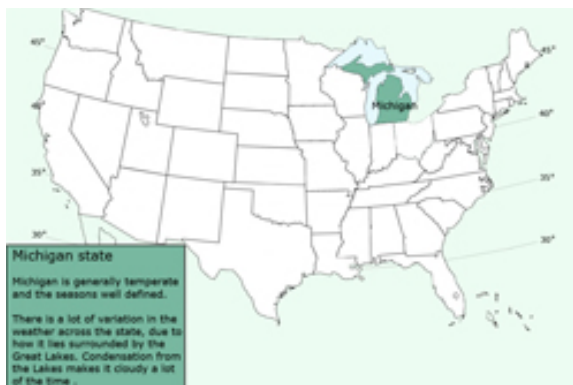 45°
45°
Michigan
40°
40°
35°
35°
30°
30°
Michigan state
Michigan is generally temperate
and the seasons well defined.
There is a lot of variation in the
weather across the state, due to
how it lies surrounded by the
Great Lakes. Condensation from
the Lakes makes it cloudy a lot
of the time .